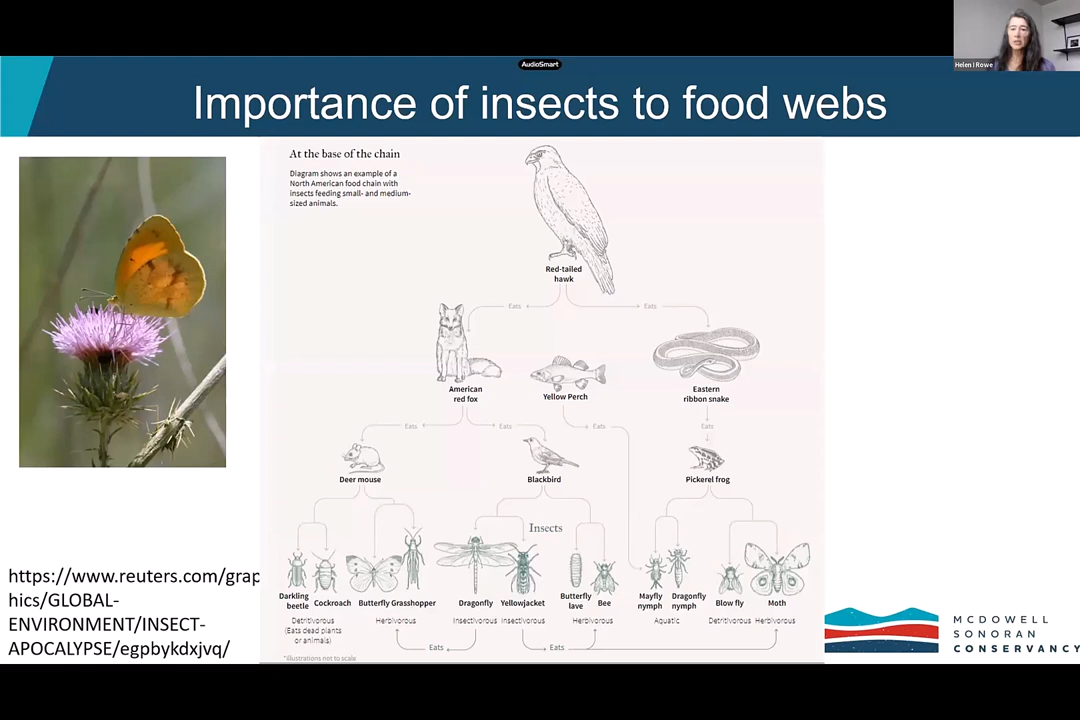 Helen I Rowe
AudioSmart
Importance of insects to food webs
At the base of the chain
Diagram shows an example of a
North American food chain with
insects feeding small- and medium-
sized animals.
Red-tailed
hawk
Eats Eats
American
red fox
Yellow Perch
Eastern
ribbon snake
Eats Eats Eats Eats
Deer mouse Blackbird Pickerel frog
Insects
Darkling
beetle
Cockroach Butterfly Grasshopper Dragonfly Yellowjacket
Butterfly
lave
Bee
Mayfly
nymph
Dragonfly
nymph
Blow fly Moth
Detritivorous
(Eats dead plants
or animals)
Herbivorous Insectivorous Insectivorous Herbivorous Aquatic Detritivorous Herbivorous
Eats Eats
*Illustrations not to scale
https://www.reuters.com/grap
hics/GLOBAL-
ENVIRONMENT/INSECT-
APOCALYPSE/egpbykdxjvq/
MCDOWELL
SONORAN
CONSERVANCY